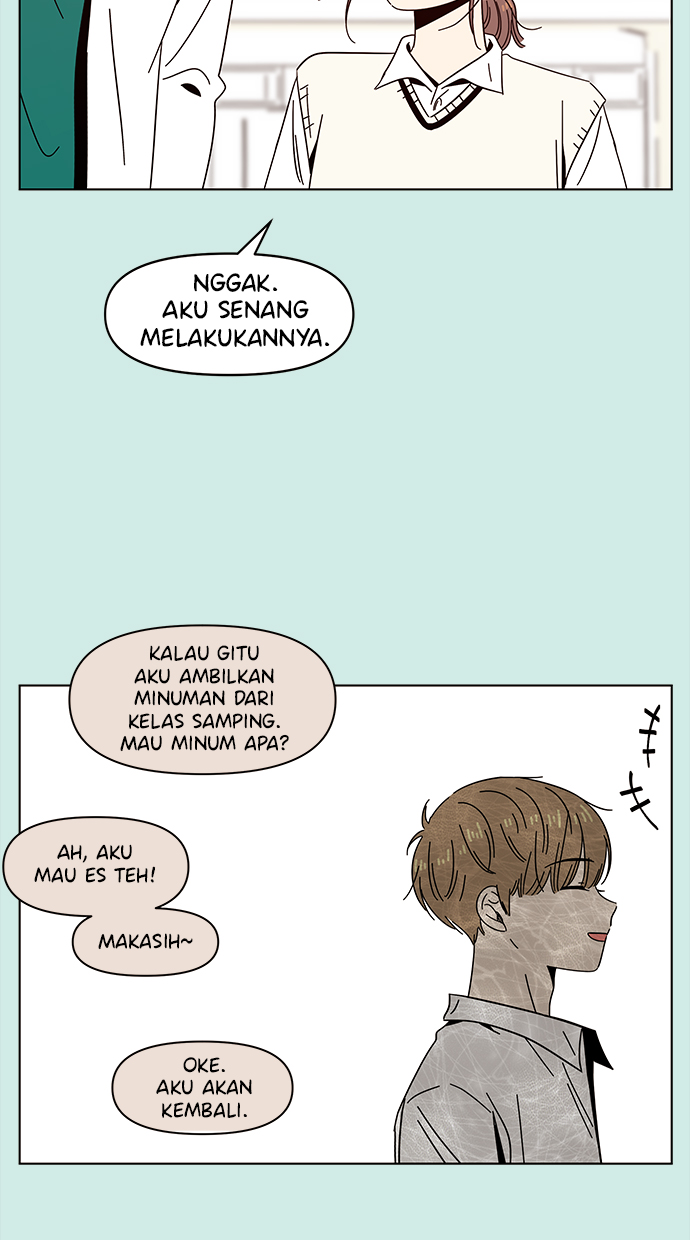 NGGAK.
AKU SENANG
MELAKUKANNYA.
KALAU GITU
AKU AMBILKAN
MINUMAN DARI
KELAS SAMPING.
MAU MINUM APA?
AH, AKU
MAU ES TEH!
MAKASIH~
OKE.
AKU AKAN
KEMBALI.